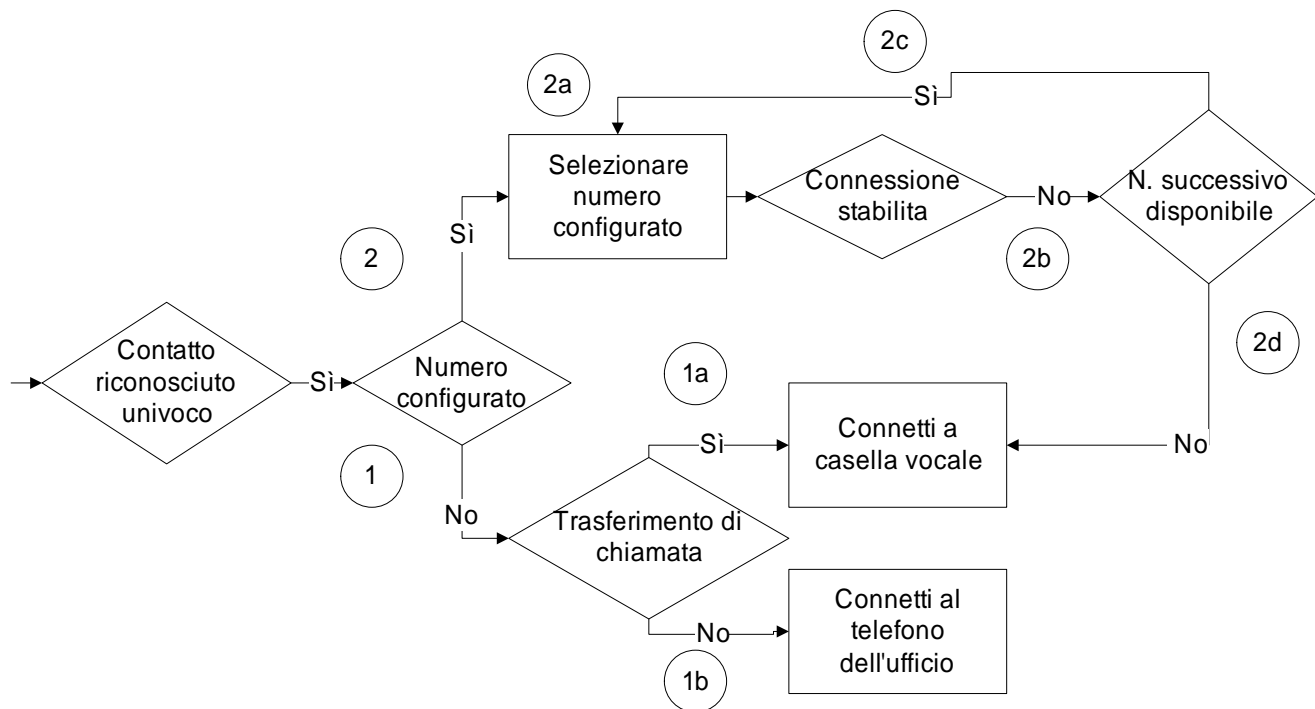 2c
2a
Sì
Selezionare
numero
configurato
Connessione
stabilita
No
N. successivo
disponibile
Sì
2
2b
2d
Contatto
riconosciuto
univoco
Sì
Numero
configurato
1a
1
No
Sì
Connetti a
casella vocale
No
Trasferimento di
chiamata
No
1b
Connetti al
telefono
dell'ufficio